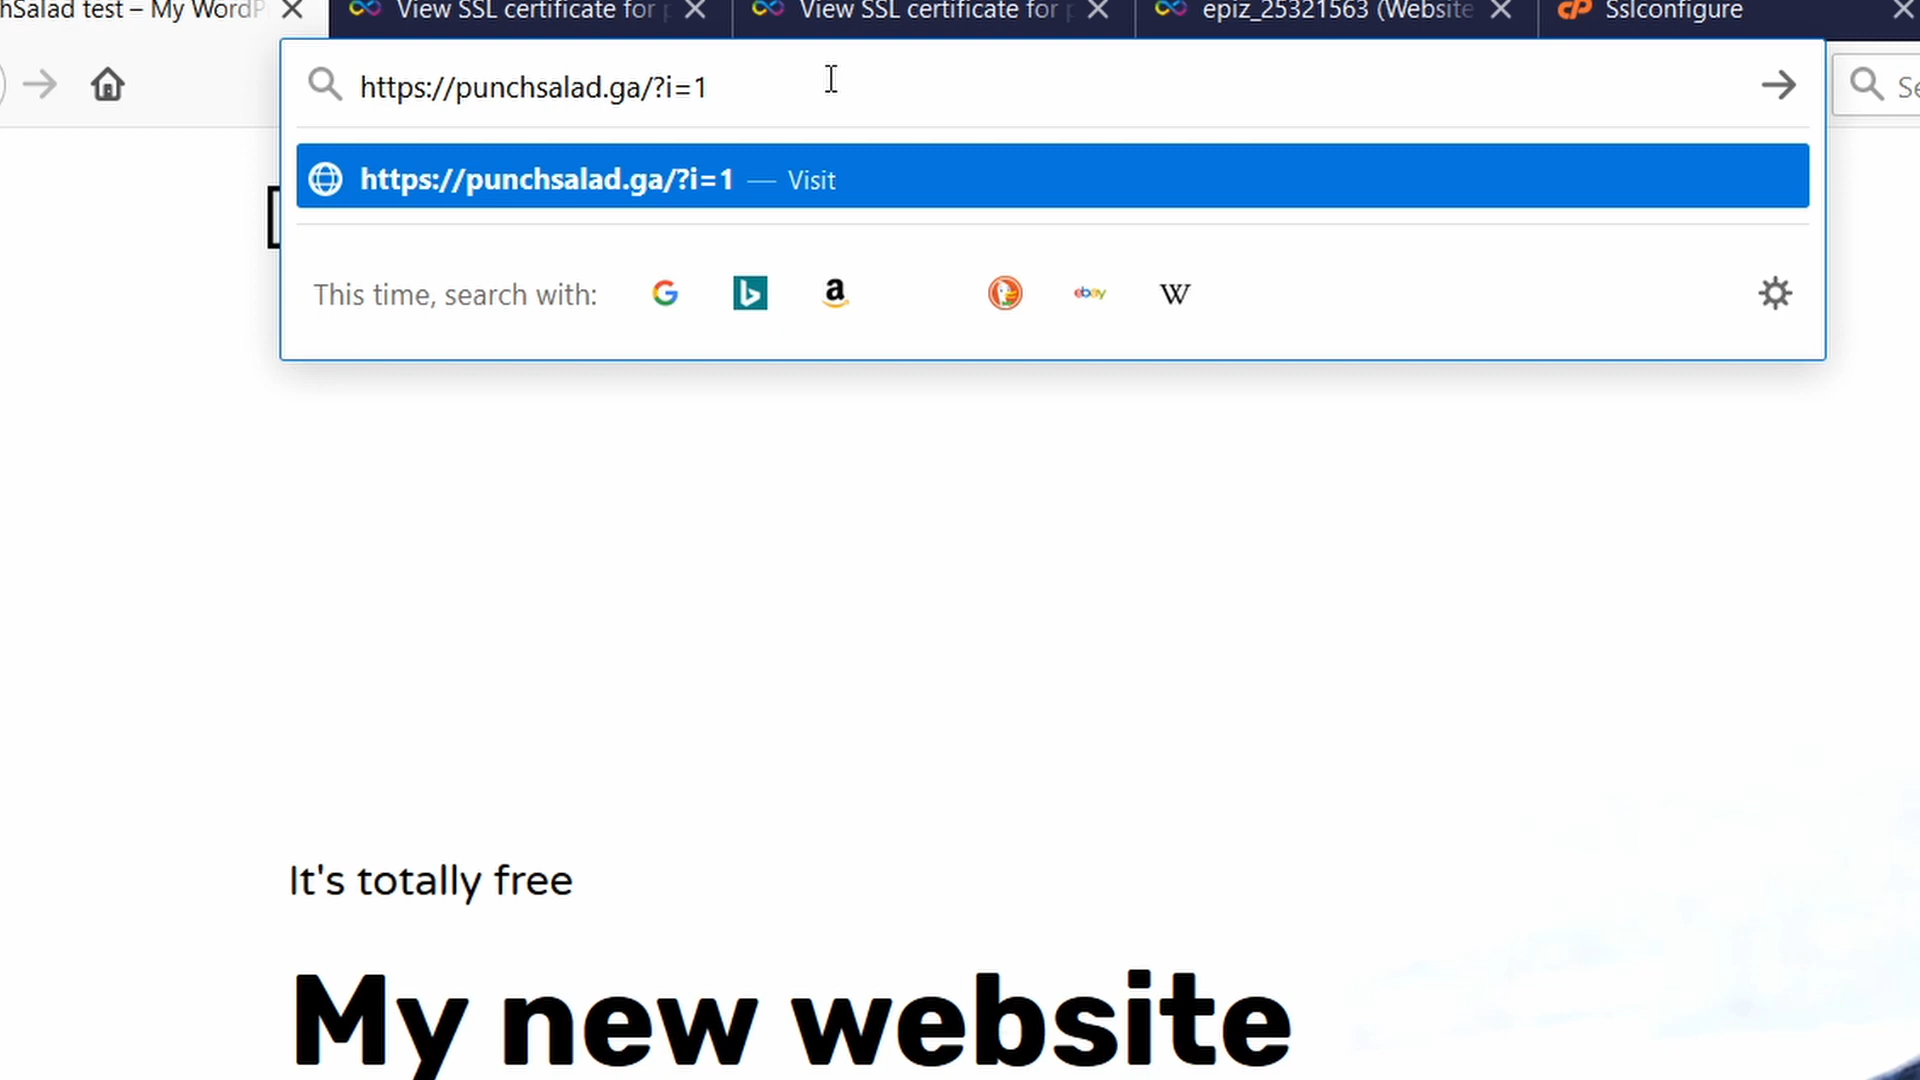 hSalad test – My WordP
View SSL certificate for p
View SSL certificate for p
epiz_25321563 (Website
Sslconfigure
https://punchsalad.ga/?i=1
https://punchsalad.ga/?i=1 — Visit
This time, search with:
ebay
It's totally free
My new website